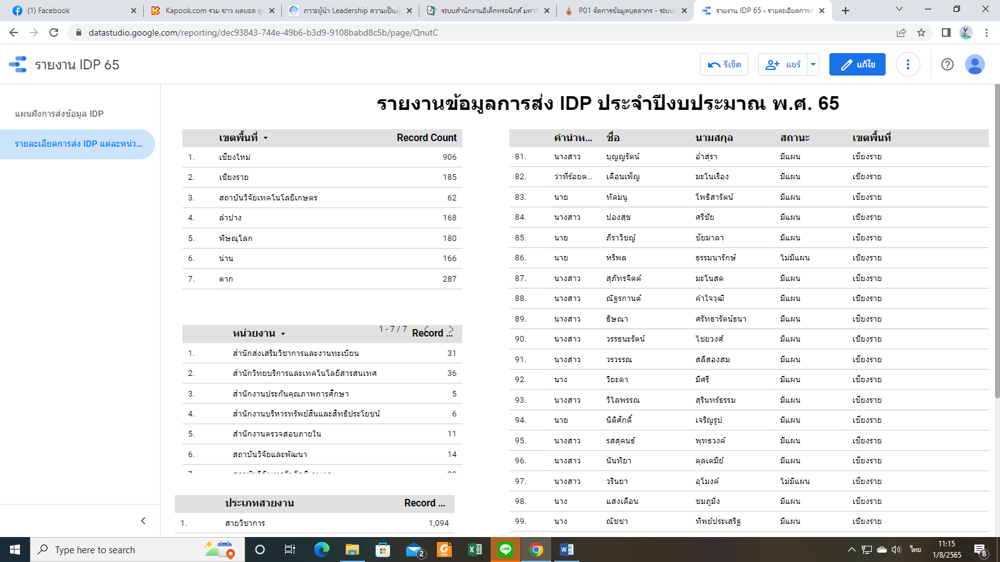 (1) Facebook
Kapook.com รวม ข่าว ผลบอล ดู
ภาวะผู้นำ Leadership ความเป็นผู้
ระบบสำนักงานอิเล็กทรอนิกส์ มหาวิ
P01 จัดการข้อมูลบุคลากร - ระบบ
รายงาน IDP 65 › รายละเอียดการส
datastudio.google.com/reporting/dec93843-744e-49b6-b3d9-9108babd8c5b/page/QnutC
รายงาน IDP 65
รีเซ็ต
แชร์
แก้ไข
แผนผังการส่งข้อมูล IDP
รายละเอียดการส่ง IDP แต่ละหน่ว...
รายงานข้อมูลการส่ง IDP ประจำปีงบประมาณ พ.ศ. 65
เขตพื้นที่ Record Count
1. เชียงใหม่ 906
2. เชียงราย 185
3. สถาบันวิจัยเทคโนโลยีเกษตร 62
4. ลำปาง 168
5. พิษณุโลก 180
6. น่าน 166
7. ตาก 287
1 - 7 / 7
หน่วยงาน Record ...
1. สำนักส่งเสริมวิชาการและงานทะเบียน 31
2. สำนักวิทยบริการและเทคโนโลยีสารสนเทศ 36
3. สำนักงานประกันคุณภาพการศึกษา 5
4. สำนักงานบริหารทรัพย์สินและสิทธิประโยชน์ 6
5. สำนักงานตรวจสอบภายใน 11
6. สถาบันวิจัยและพัฒนา 14
ประเภทสายงาน Record ...
1. สายวิชาการ 1,094
คำนำห... ชื่อ นามสกุล สถานะ เขตพื้นที่
81. นางสาว บุญญรัตน์ อ่ำสุรา มีแผน เชียงราย
82. ว่าที่ร้อยต... เดือนเพ็ญ มะโนเรือง มีแผน เชียงราย
83. นาย ทัดมนู โพธิสารัตน์ มีแผน เชียงราย
84. นางสาว ปองสุข ศรีชัย มีแผน เชียงราย
85. นาย ภีราวิชญ์ ชัยมาลา มีแผน เชียงราย
86. นาย หริพล ธรรมนารักษ์ ไม่มีแผน เชียงราย
87. นางสาว สุภัทรจิตต์ มะโนสด มีแผน เชียงราย
88. นางสาว ณัฐรกานต์ คำใจวุฒิ มีแผน เชียงราย
89. นางสาว ธิษณา ศรัทธารัตน์ธนา มีแผน เชียงราย
90. นางสาว วรรธนะรัตน์ ไชยวงศ์ มีแผน เชียงราย
91. นางสาว วรวรรณ สลีสองสม มีแผน เชียงราย
92. นาง วิยะดา มีศรี มีแผน เชียงราย
93. นางสาว วิไลพรรณ สุรินทร์ธรรม มีแผน เชียงราย
94. นาย นิติศักดิ์ เจริญรูป มีแผน เชียงราย
95. นางสาว รสสุคนธ์ พุทธวงค์ มีแผน เชียงราย
96. นางสาว นันทิยา ตุลเตมีย์ มีแผน เชียงราย
97. นางสาว วรินยา อุโมงค์ ไม่มีแผน เชียงราย
98. นาง แสงเดือน ชมภูมิ่ง มีแผน เชียงราย
99. นาง ณัชชา ทิพย์ประเสริฐ มีแผน เชียงราย
Type here to search
2
ไทย
11:15
1/8/2565
8